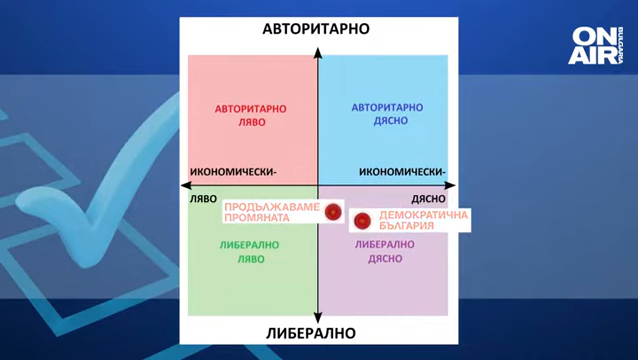 АВТОРИТАРНО
ON
AIR
BULGARIA
АВТОРИТАРНО
ЛЯВО
АВТОРИТАРНО
ДЯСНО
ИКОНОМИЧЕСКИ-
ИКОНОМИЧЕСКИ-
ЛЯВО
ДЯСНО
ПРОДЪЛЖАВАМЕ
ПРОМЯНАТА
ДЕМОКРАТИЧНА
БЪЛГАРИЯ
ЛИБЕРАЛНО
ЛЯВО
ЛИБЕРАЛНО
ДЯСНО
ЛИБЕРАЛНО